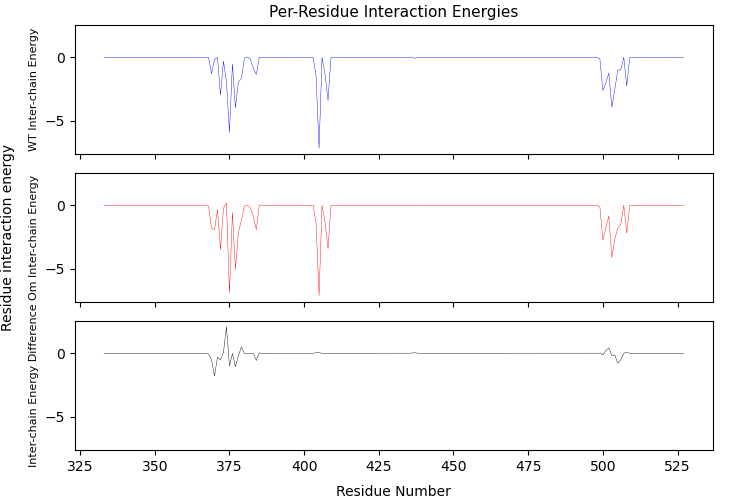 Per-Residue Interaction Energies
Residue interaction energy
WT Inter-chain Energy
0
−5
Om Inter-chain Energy
0
−5
Inter-chain Energy Difference
0
−5
325 350 375 400 425 450 475 500 525
Residue Number